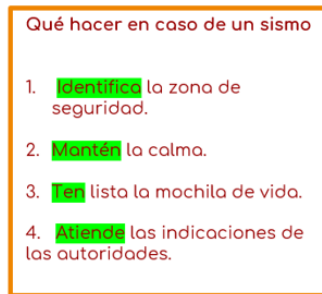 Qué hacer en caso de un sismo
1. Identifica la zona de
seguridad.
2. Mantén la calma.
3. Ten lista la mochila de vida.
4. Atiende las indicaciones de
las autoridades.